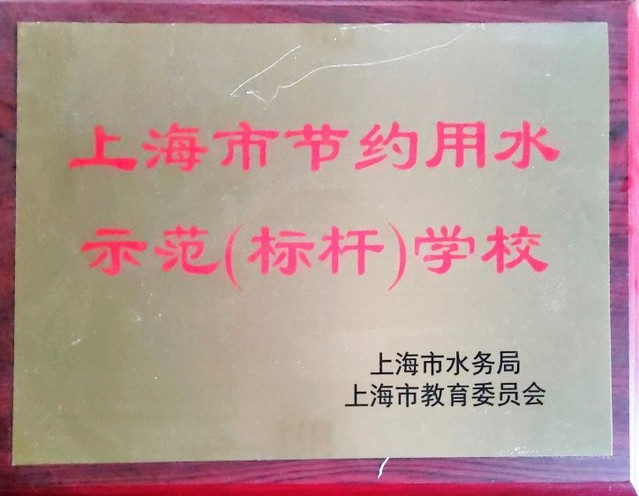 上海市节约用水
示范(标杆)学校
上海市水务局
上海市教育委员会